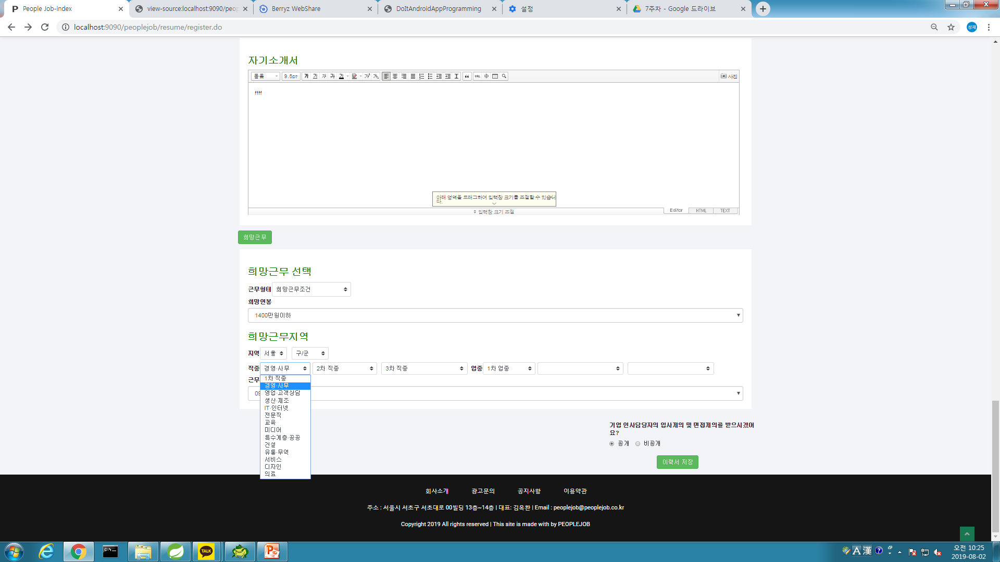 People Job-index
view-source:localhost:9090/peop
Berryz WebShare
DoItAndroidAppProgramming
설정
7주차 - Google 드라이브
localhost:9090/peoplejob/resume/register.do
성재
자기소개서
돋움 9.5pt 가 가 가 가 가 가 가 URL 사진
ffff
아래 영역을 드래그하여 입력창 크기를 조절할 수 있습니다.
입력창 크기 조절
Editor HTML TEXT
희망근무
희망근무 선택
근무형태 희망근무조건
희망연봉
1400만원이하
희망근무지역
지역 서울 구/군
직종 경영·사무 2차 직종 3차 직종 업종 1차 업종
근무
09
1차 직종
경영·사무
영업·고객상담
생산·제조
IT·인터넷
전문직
교육
미디어
특수계층·공공
건설
유통·무역
서비스
디자인
의료
기업 인사담당자의 입사제의 및 면접제의를 받으시겠어
요?
공개 비공개
이력서 저장
회사소개 광고문의 공지사항 이용약관
주소 : 서울시 서초구 서초대로 00빌딩 13층~14층 | 대표: 김옥환 | Email : peoplejob@peoplejob.co.kr
Copyright 2019 All rights reserved | This site is made with by PEOPLEJOB
C:\
TALK
A 漢
오전 10:25
2019-08-02